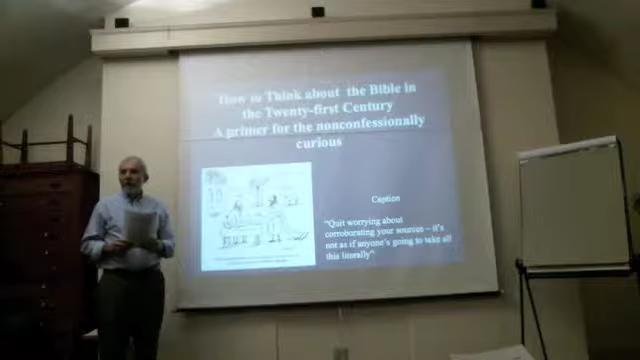 How to Think about the Bible in
the Twenty-first Century
A primer for the nonconfessionally
curious
Caption
"Quit worrying about
corroborating your sources – it's
not as if anyone's going to take all
this literally"